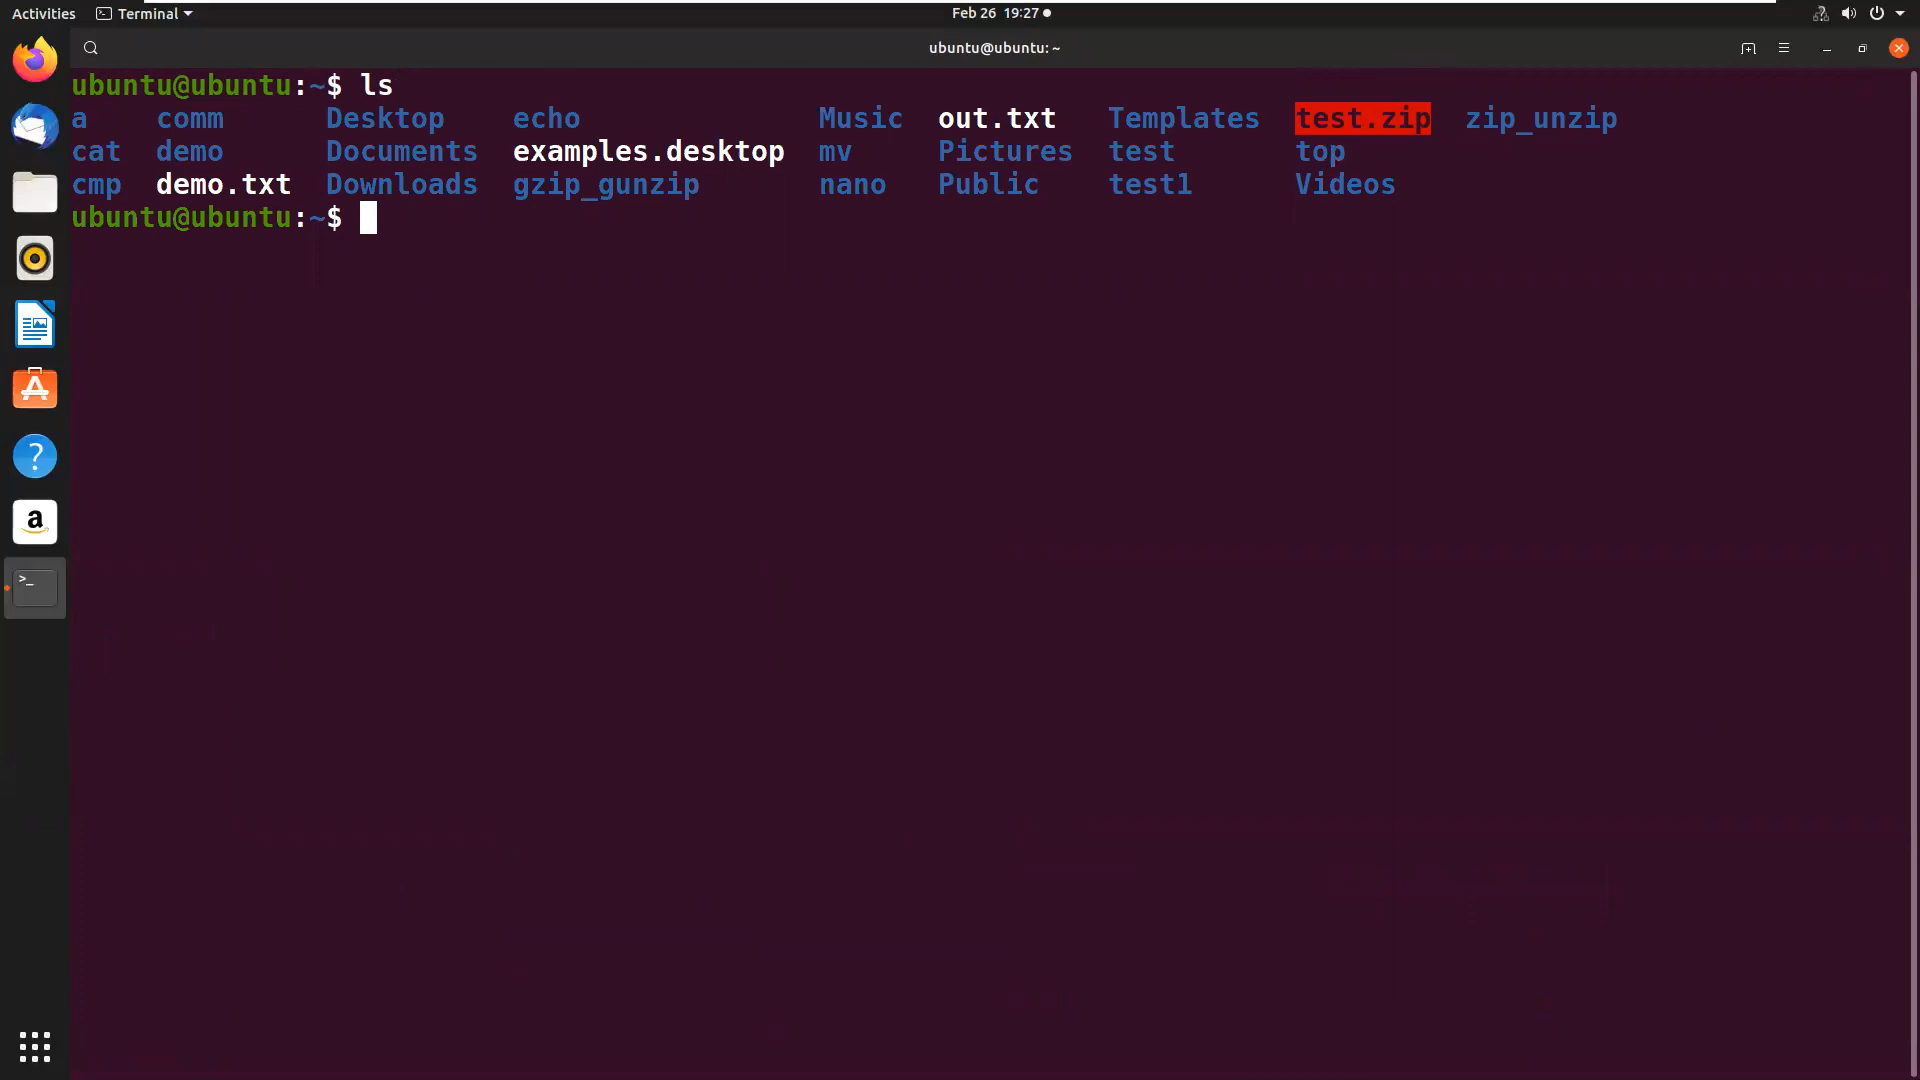 Activities Terminal Feb 26 19:27
ubuntu@ubuntu: ~
ubuntu@ubuntu:~$ ls
a comm Desktop echo Music out.txt Templates test.zip zip_unzip
cat demo Documents examples.desktop mv Pictures test top
cmp demo.txt Downloads gzip_gunzip nano Public test1 Videos
ubuntu@ubuntu:~$